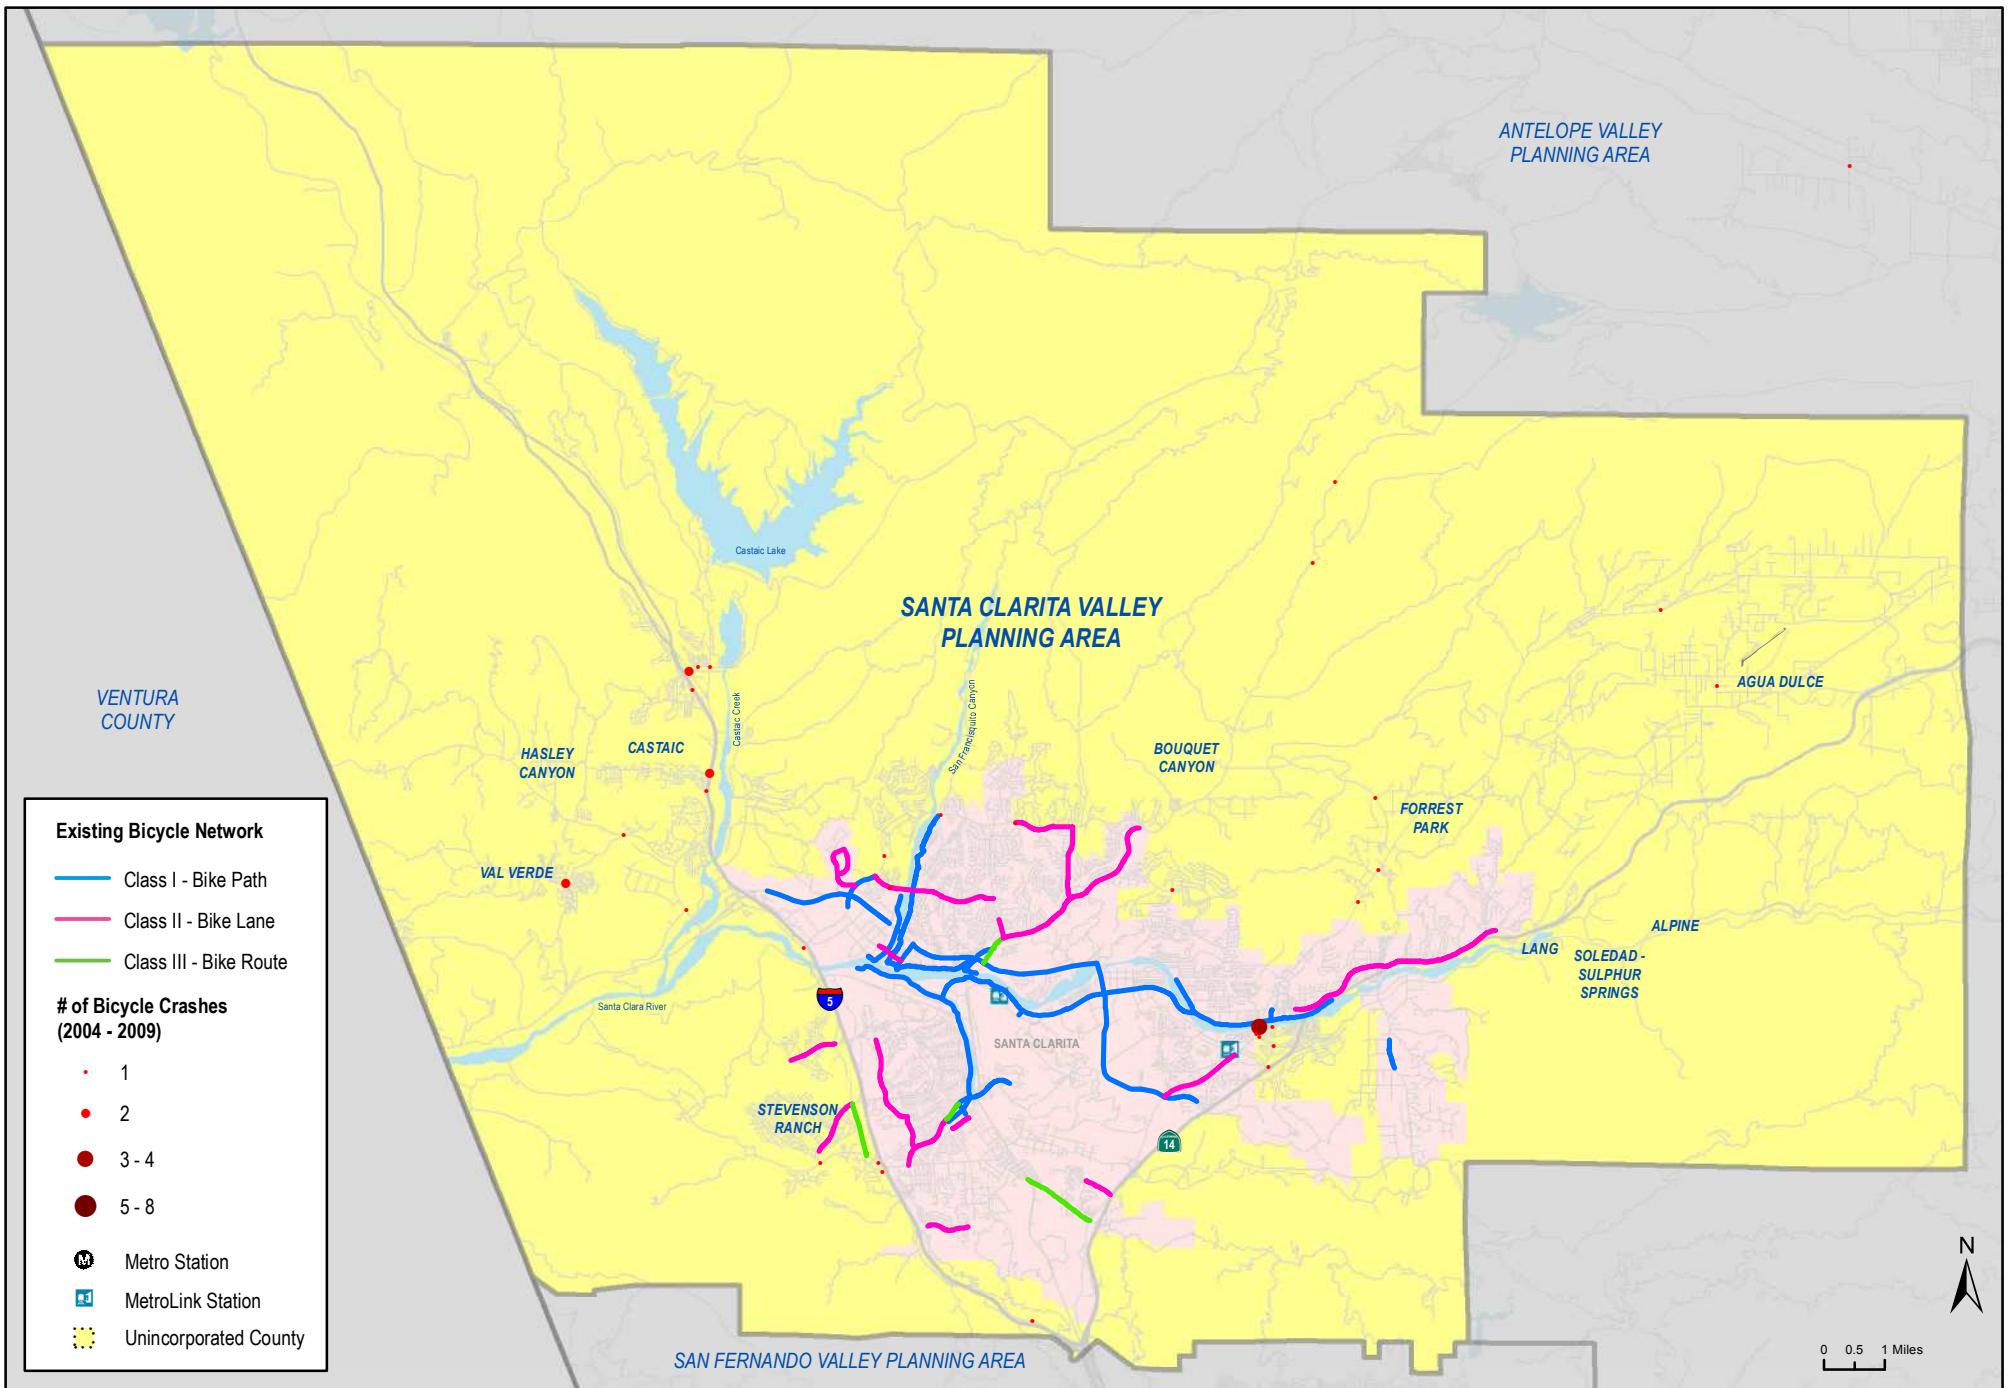 ANTELOPE VALLEY
PLANNING AREA
Castaic Lake
SANTA CLARITA VALLEY
PLANNING AREA
VENTURA
COUNTY
Castaic Creek
San Francisquito Canyon
AGUA DULCE
HASLEY
CANYON
CASTAIC
BOUQUET
CANYON
FORREST
PARK
VAL VERDE
ALPINE
LANG
SOLEDAD -
SULPHUR
SPRINGS
Santa Clara River
5
SANTA CLARITA
STEVENSON
RANCH
14
SAN FERNANDO VALLEY PLANNING AREA
Existing Bicycle Network
Class I - Bike Path
Class II - Bike Lane
Class III - Bike Route
# of Bicycle Crashes
(2004 - 2009)
1
2
3 - 4
5 - 8
M Metro Station
MetroLink Station
Unincorporated County
N
0 0.5 1 Miles